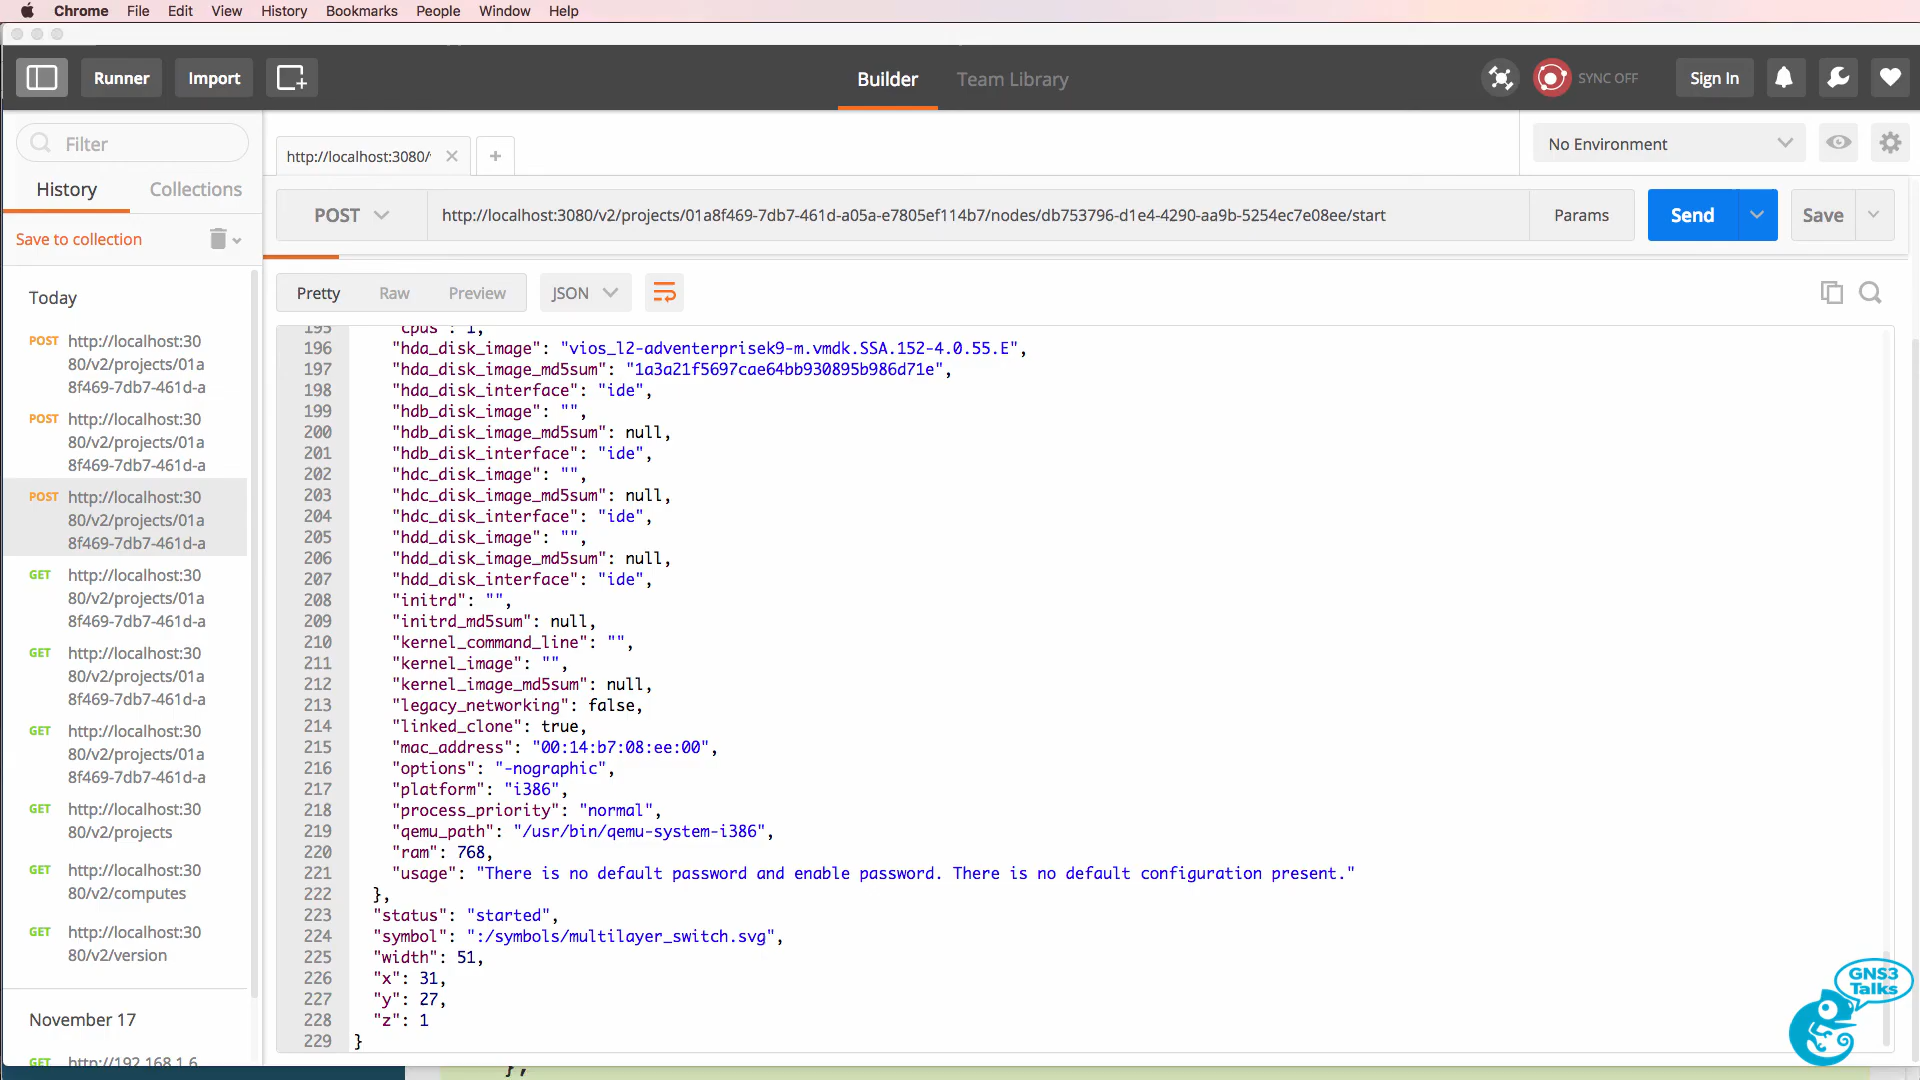 Chrome File Edit View History Bookmarks People Window Help
Runner Import Builder Team Library SYNC OFF Sign In
Filter
http://localhost:3080/
No Environment
History Collections
POST http://localhost:3080/v2/projects/01a8f469-7db7-461d-a05a-e7805ef114b7/nodes/db753796-d1e4-4290-aa9b-5254ec7e08ee/start Params Send Save
Save to collection
Pretty Raw Preview JSON
Today
POST http://localhost:30
80/v2/projects/01a
8f469-7db7-461d-a
POST http://localhost:30
80/v2/projects/01a
8f469-7db7-461d-a
POST http://localhost:30
80/v2/projects/01a
8f469-7db7-461d-a
GET http://localhost:30
80/v2/projects/01a
8f469-7db7-461d-a
GET http://localhost:30
80/v2/projects/01a
8f469-7db7-461d-a
GET http://localhost:30
80/v2/projects/01a
8f469-7db7-461d-a
GET http://localhost:30
80/v2/projects
GET http://localhost:30
80/v2/computes
GET http://localhost:30
80/v2/version
November 17
GET http://192.168.1.6
195 "cpus": 1,
196 "hda_disk_image": "vios_l2-adventerprisek9-m.vmdk.SSA.152-4.0.55.E",
197 "hda_disk_image_md5sum": "1a3a21f5697cae64bb930895b986d71e",
198 "hda_disk_interface": "ide",
199 "hdb_disk_image": "",
200 "hdb_disk_image_md5sum": null,
201 "hdb_disk_interface": "ide",
202 "hdc_disk_image": "",
203 "hdc_disk_image_md5sum": null,
204 "hdc_disk_interface": "ide",
205 "hdd_disk_image": "",
206 "hdd_disk_image_md5sum": null,
207 "hdd_disk_interface": "ide",
208 "initrd": "",
209 "initrd_md5sum": null,
210 "kernel_command_line": "",
211 "kernel_image": "",
212 "kernel_image_md5sum": null,
213 "legacy_networking": false,
214 "linked_clone": true,
215 "mac_address": "00:14:b7:08:ee:00",
216 "options": "-nographic",
217 "platform": "i386",
218 "process_priority": "normal",
219 "qemu_path": "/usr/bin/qemu-system-i386",
220 "ram": 768,
221 "usage": "There is no default password and enable password. There is no default configuration present."
222 },
223 "status": "started",
224 "symbol": ":/symbols/multilayer_switch.svg",
225 "width": 51,
226 "x": 31,
227 "y": 27,
228 "z": 1
229 }
},
GNS3
Talks